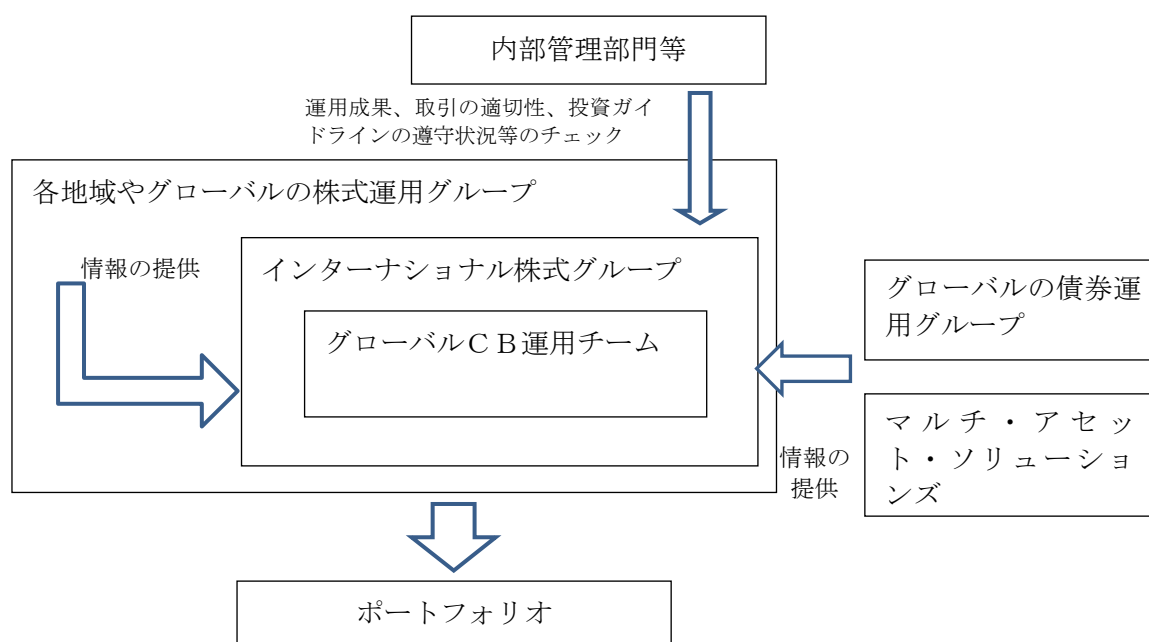 内部管理部門等
運用成果、取引の適切性、投資ガイ
ドラインの遵守状況等のチェック
各地域やグローバルの株式運用グループ
情報の提供
インターナショナル株式グループ
グローバルＣＢ運用チーム
グローバルの債券運
用グループ
マルチ・アセッ
ト・ソリューショ
ンズ
情報の
提供
ポートフォリオ